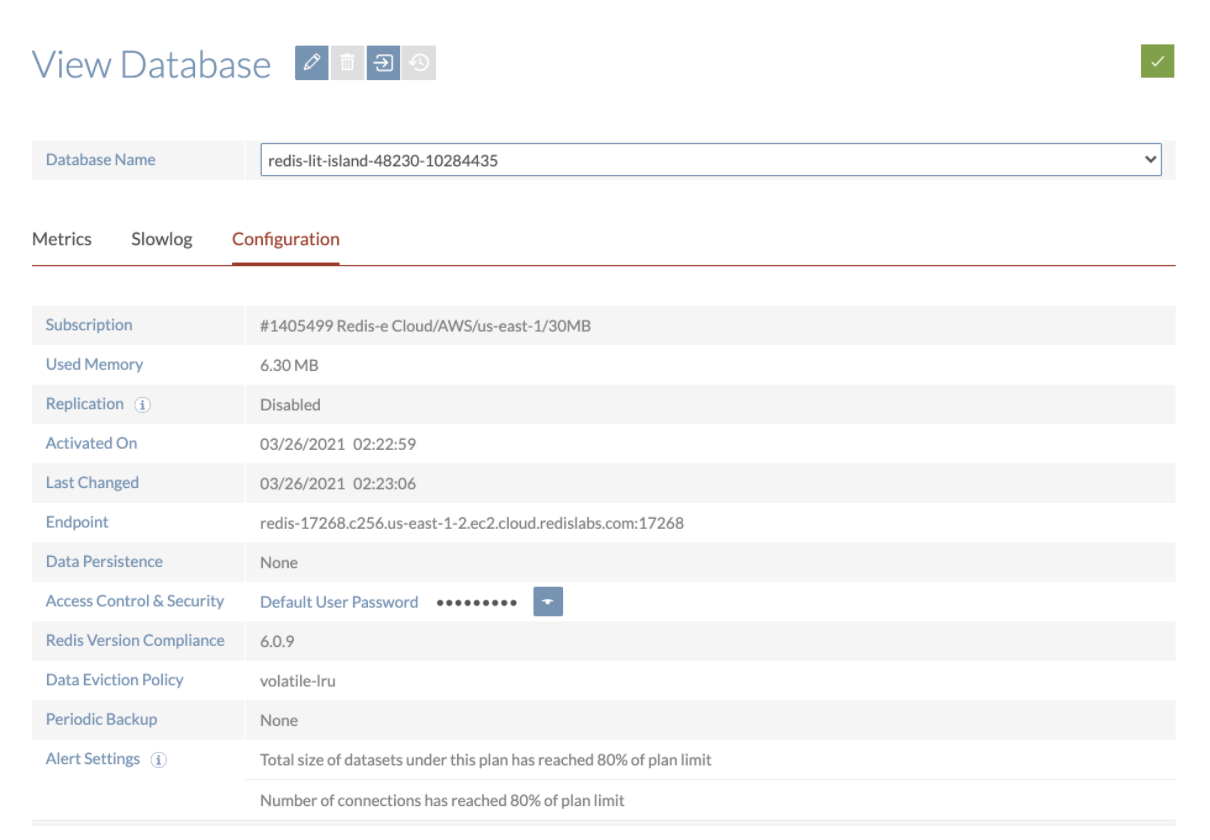 View Database
Database Name redis-lit-island-48230-10284435
Metrics Slowlog Configuration
Subscription #1405499 Redis-e Cloud/AWS/us-east-1/30MB
Used Memory 6.30 MB
Replication Disabled
Activated On 03/26/2021 02:22:59
Last Changed 03/26/2021 02:23:06
Endpoint redis-17268.c256.us-east-1-2.ec2.cloud.redislabs.com:17268
Data Persistence None
Access Control & Security Default User Password •••••••••
Redis Version Compliance 6.0.9
Data Eviction Policy volatile-lru
Periodic Backup None
Alert Settings Total size of datasets under this plan has reached 80% of plan limit
Number of connections has reached 80% of plan limit